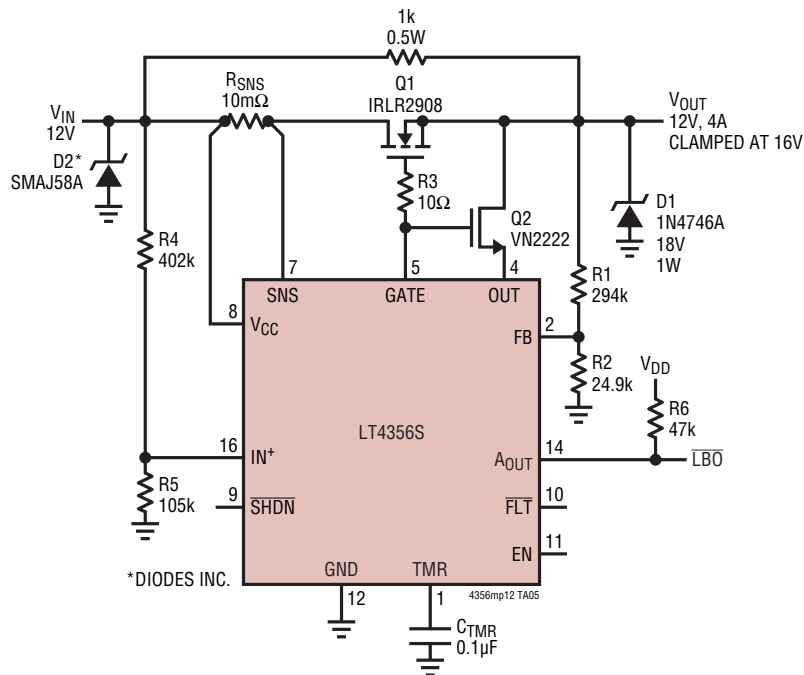 1k
0.5W
RSNS
10mΩ
Q1
IRLR2908
VIN
12V
VOUT
12V, 4A
CLAMPED AT 16V
D2*
SMAJ58A
R3
10Ω
Q2
VN2222
D1
1N4746A
18V
1W
R4
402k
7
5
4
SNS
GATE
OUT
R1
294k
8
VCC
2
FB
R2
24.9k
VDD
LT4356S
R6
47k
16
IN+
14
AOUT
LBO
R5
105k
9
SHDN
10
FLT
11
EN
*DIODES INC.
GND
TMR
12
1
4356mp12 TA05
CTMR
0.1µF